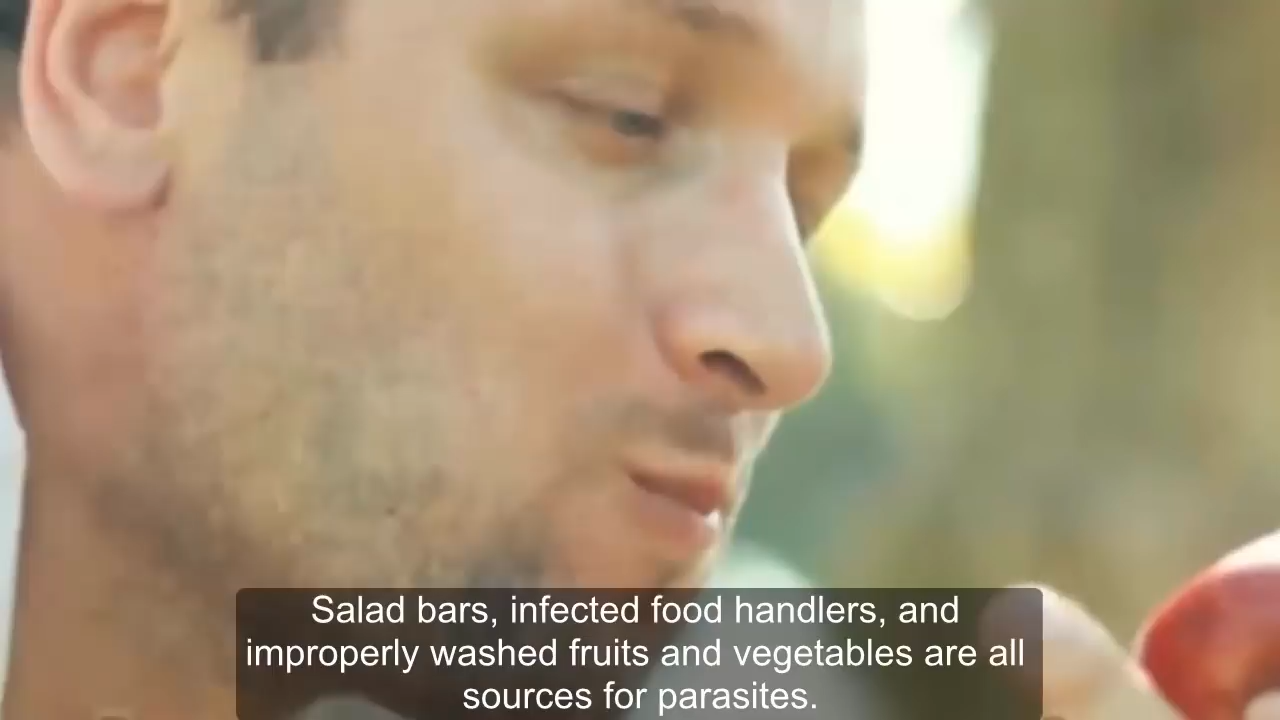 Salad bars, infected food handlers, and
improperly washed fruits and vegetables are all
sources for parasites.